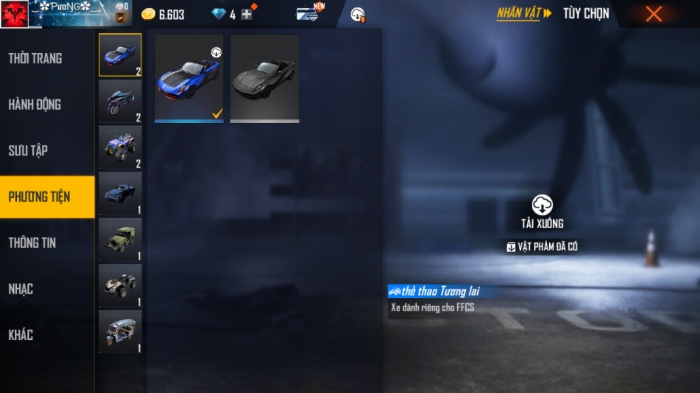 ✲PɪʀᴀNG✲
0
6.603
4
NEW
NHÂN VẬT
TÙY CHỌN
THỜI TRANG
2
HÀNH ĐỘNG
2
SƯU TẬP
2
PHƯƠNG TIỆN
1
THÔNG TIN
1
NHẠC
1
KHÁC
1
TẢI XUỐNG
VẬT PHẨM ĐÃ CÓ
thể thao Tương lai
Xe dành riêng cho FFCS